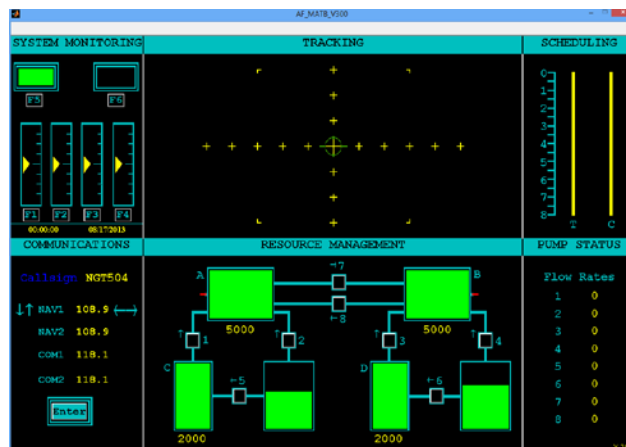 AF_MATB_V300
SYSTEM MONITORING
F5 F6
F1 F2 F3 F4
00:00:00 08/17/2013
TRACKING
SCHEDULING
0
1
2
3
4
5
6
7
8
T C
COMMUNICATIONS
Callsign NGT504
↓↑ NAV1 108.9
NAV2 108.9
COM1 118.1
COM2 118.1
Enter
RESOURCE MANAGEMENT
A ←7 B
←8
5000 5000
↑1 ↑2 ↑3 ↑4
C ←5 D ←6
2000 2000
PUMP STATUS
Flow Rates
1 0
2 0
3 0
4 0
5 0
6 0
7 0
8 0